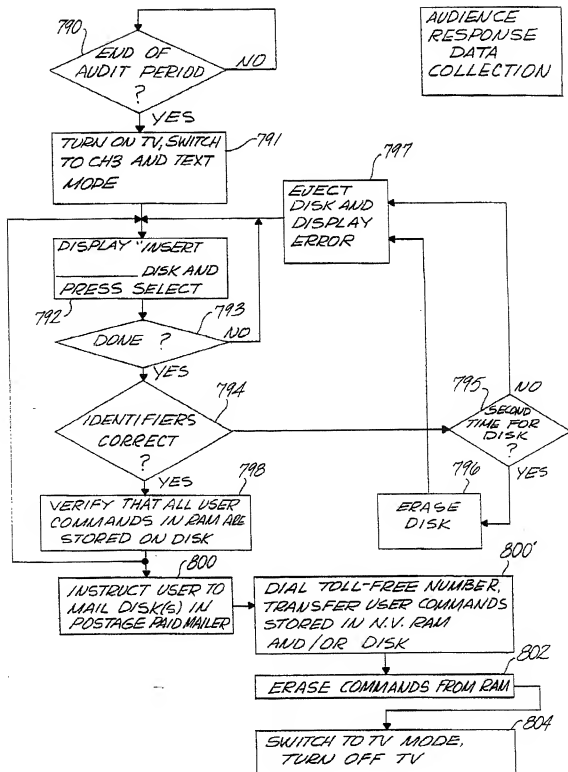 790
END OF
AUDIT PERIOD
?
NO
YES
AUDIENCE
RESPONSE
DATA
COLLECTION
TURN ON TV, SWITCH
TO CH3 AND TEXT
MODE
791
797
EJECT
DISK AND
DISPLAY
ERROR
DISPLAY "INSERT
______ DISK AND
PRESS SELECT
792
793
DONE ?
NO
YES
794
IDENTIFIERS
CORRECT
?
YES
795
NO
SECOND
TIME FOR
DISK
?
YES
796
ERASE
DISK
798
VERIFY THAT ALL USER
COMMANDS IN RAM ARE
STORED ON DISK
800
INSTRUCT USER TO
MAIL DISK(S) IN
POSTAGE PAID MAILER
800'
DIAL TOLL-FREE NUMBER,
TRANSFER USER COMMANDS
STORED IN N.V. RAM
AND/OR DISK
802
ERASE COMMANDS FROM RAM
804
SWITCH TO TV MODE,
TURN OFF TV